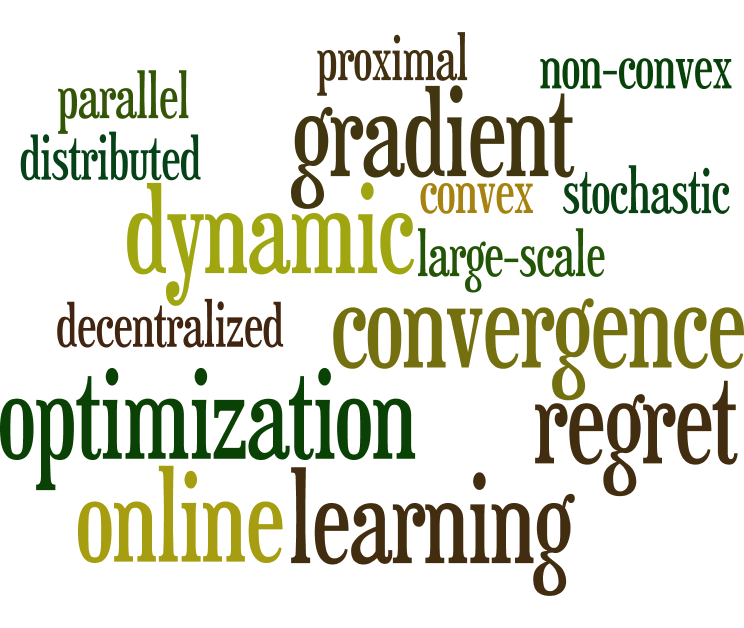 proximal
non-convex
parallel
gradient
distributed
convex
stochastic
dynamic
large-scale
decentralized
convergence
optimization
regret
online
learning